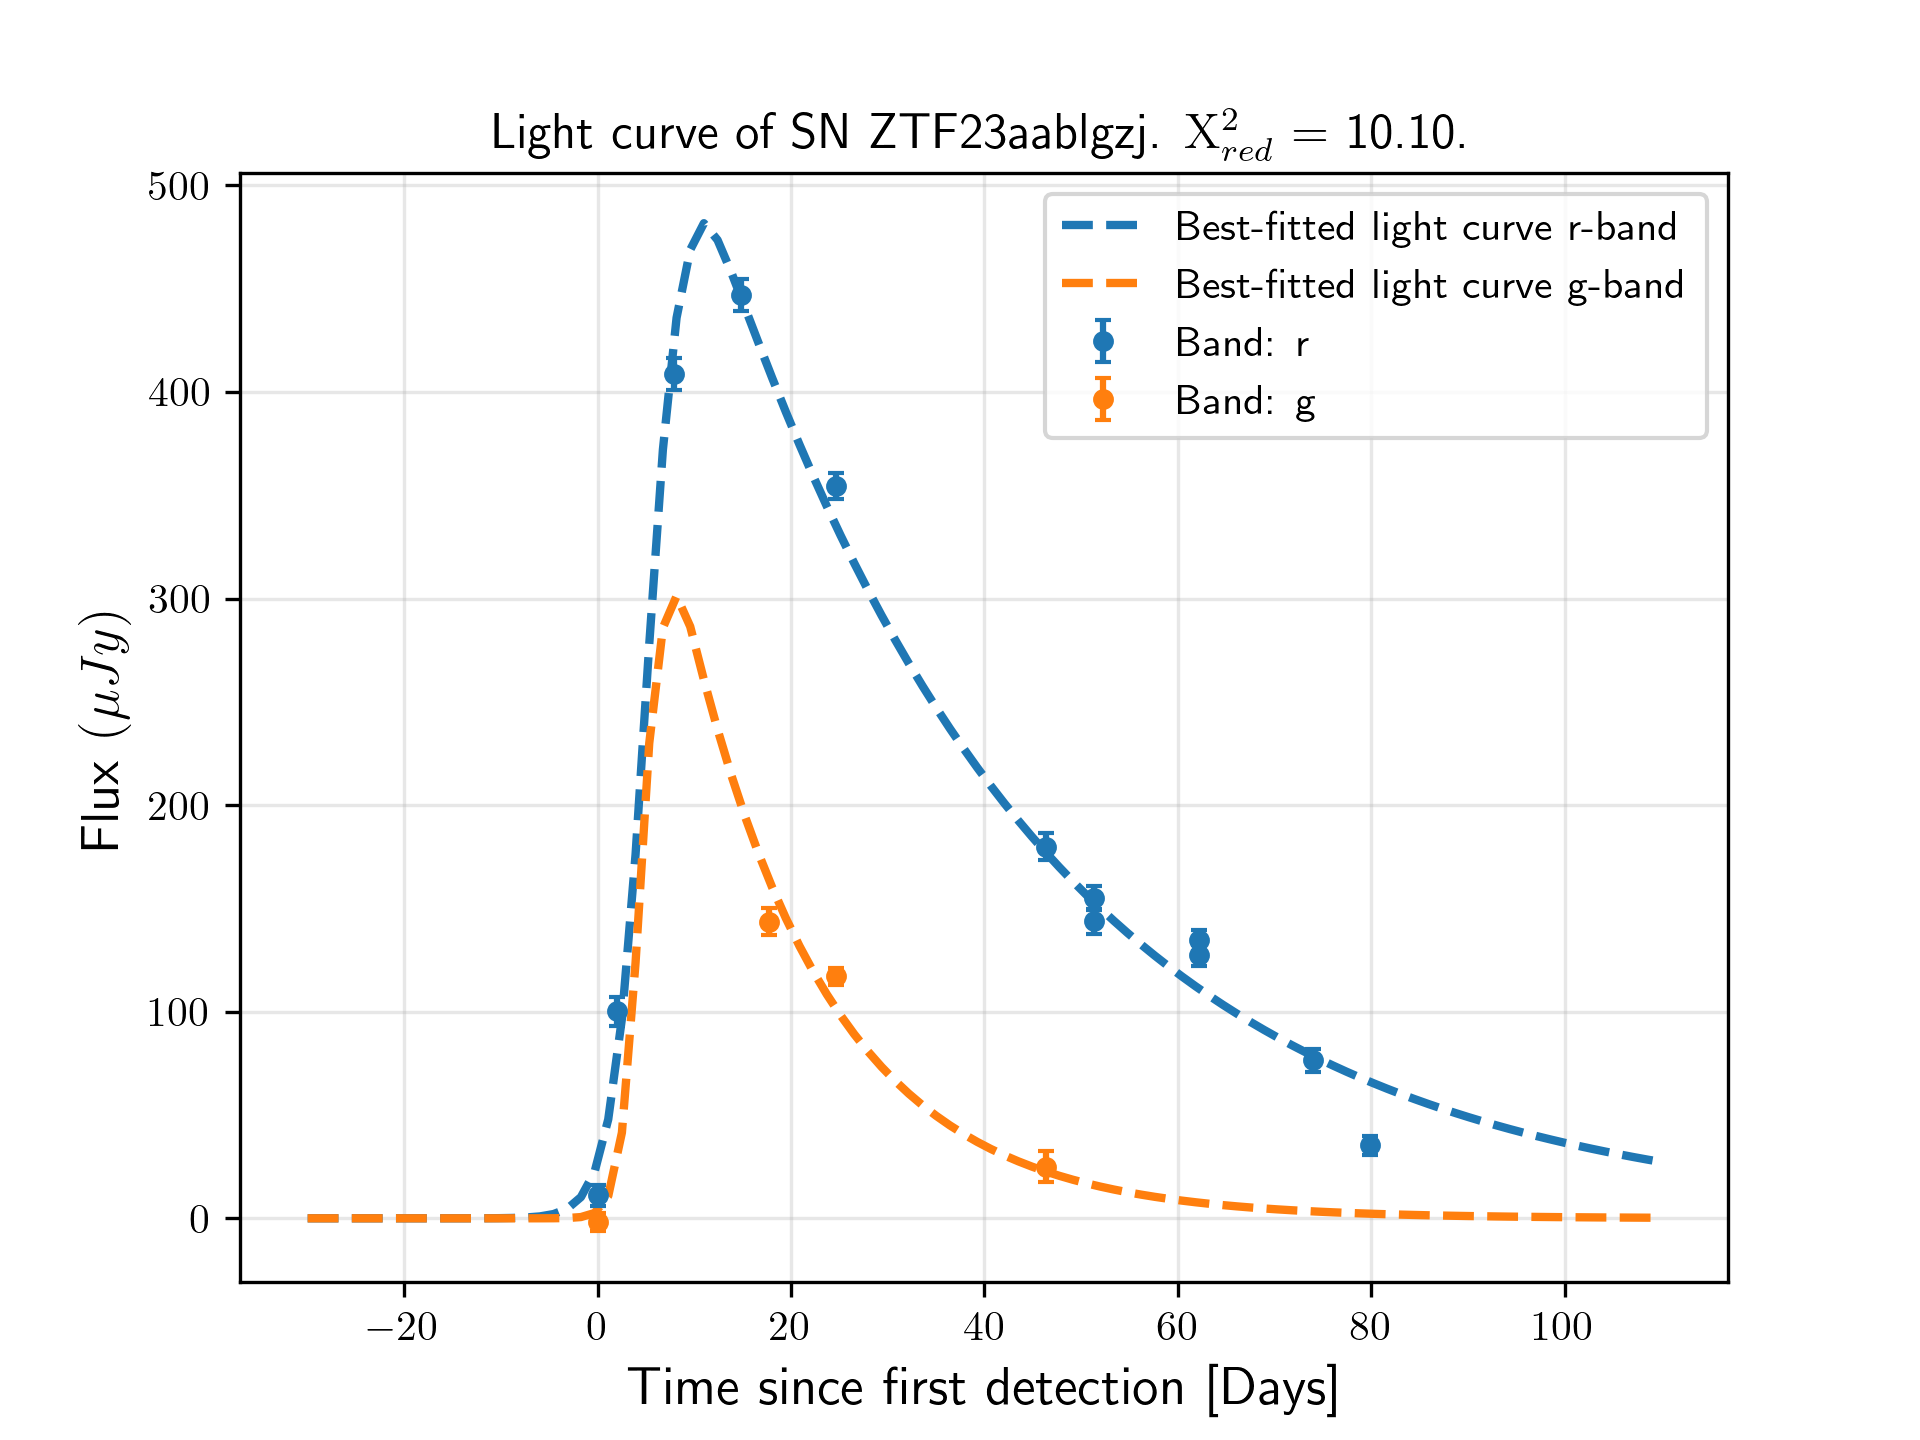 Light curve of SN ZTF23aablgzj. X²_red = 10.10.
Best-fitted light curve r-band
Best-fitted light curve g-band
Band: r
Band: g
Flux (μJy)
500
400
300
200
100
0
−20 0 20 40 60 80 100
Time since first detection [Days]